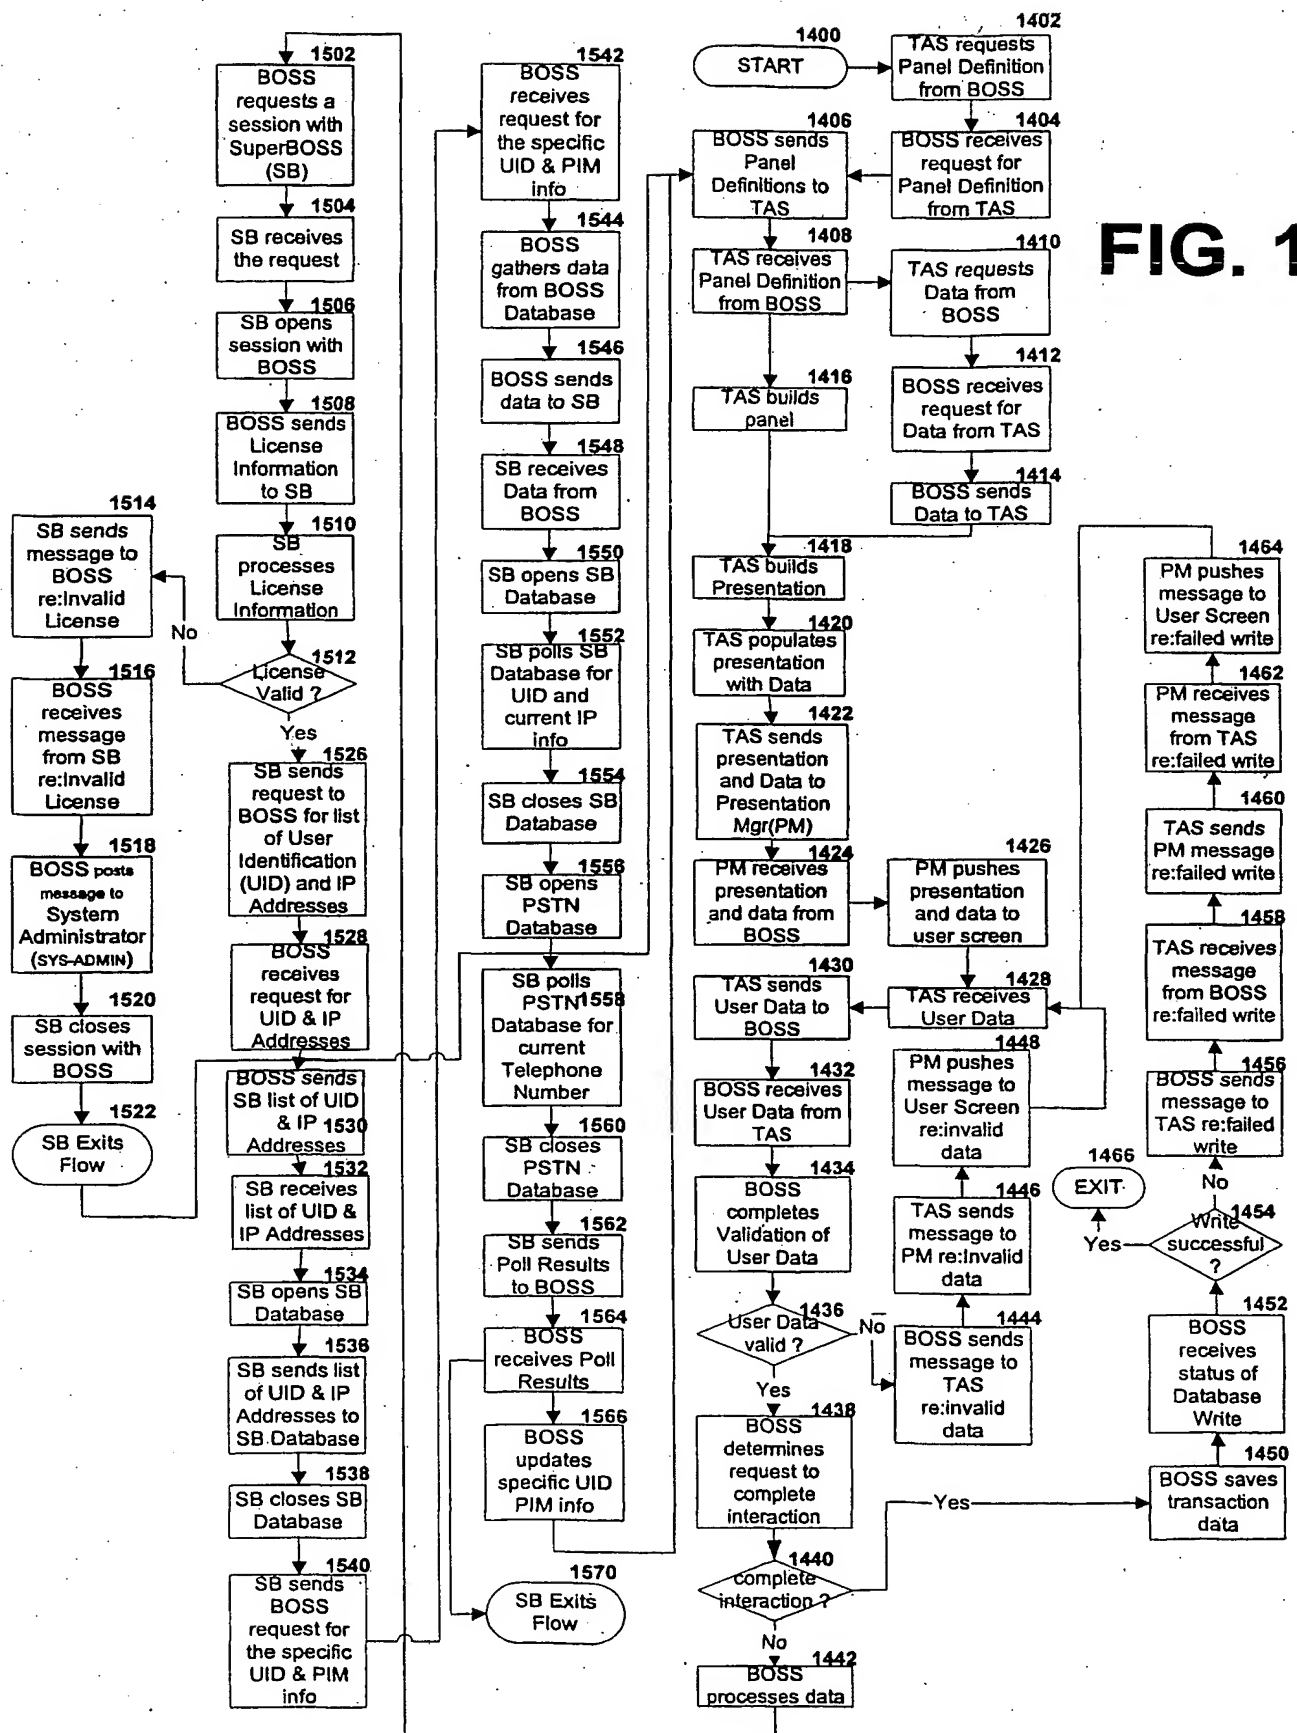 1502
BOSS
requests a
session with
SuperBOSS
(SB)
1504
SB receives
the request
1506
SB opens
session with
BOSS
1508
BOSS sends
License
Information
to SB
1510
SB
processes
License
Information
1512
License
Valid ?
No
Yes
1514
SB sends
message to
BOSS
re:Invalid
License
1516
BOSS
receives
message
from SB
re:Invalid
License
1518
BOSS posts
message to
System
Administrator
(SYS-ADMIN)
1520
SB closes
session with
BOSS
1522
SB Exits
Flow
1526
SB sends
request to
BOSS for list
of User
Identification
(UID) and IP
Addresses
1528
BOSS
receives
request for
UID & IP
Addresses
BOSS sends
SB list of UID
& IP 1530
Addresses
1532
SB receives
list of UID &
IP Addresses
1534
SB opens SB
Database
1536
SB sends list
of UID & IP
Addresses to
SB Database
1538
SB closes SB
Database
1540
SB sends
BOSS
request for
the specific
UID & PIM
info
1542
BOSS
receives
request for
the specific
UID & PIM
info
1544
BOSS
gathers data
from BOSS
Database
1546
BOSS sends
data to SB
1548
SB receives
Data from
BOSS
1550
SB opens SB
Database
1552
SB polls SB
Database for
UID and
current IP
info
1554
SB closes SB
Database
1556
SB opens
PSTN
Database
SB polls
PSTN 1558
Database for
current
Telephone
Number
1560
SB closes
PSTN
Database
1562
SB sends
Poll Results
to BOSS
1564
BOSS
receives Poll
Results
1566
BOSS
updates
specific UID
PIM info
1570
SB Exits
Flow
1400
START
1402
TAS requests
Panel Definition
from BOSS
1404
BOSS receives
request for
Panel Definition
from TAS
1406
BOSS sends
Panel
Definitions to
TAS
1408
TAS receives
Panel Definition
from BOSS
1410
TAS requests
Data from
BOSS
1412
BOSS receives
request for
Data from TAS
1414
BOSS sends
Data to TAS
1416
TAS builds
panel
1418
TAS builds
Presentation
1420
TAS populates
presentation
with Data
1422
TAS sends
presentation
and Data to
Presentation
Mgr(PM)
1424
PM receives
presentation
and data from
BOSS
1426
PM pushes
presentation
and data to
user screen
1428
TAS receives
User Data
1430
TAS sends
User Data to
BOSS
1432
BOSS receives
User Data from
TAS
1434
BOSS
completes
Validation of
User Data
1436
User Data
valid ?
No
Yes
1438
BOSS
determines
request to
complete
interaction
1440
complete
interaction ?
Yes
No
1442
BOSS
processes data
1444
BOSS sends
message to
TAS
re:invalid
data
1446
TAS sends
message to
PM re:Invalid
data
1448
PM pushes
message to
User Screen
re:invalid
data
1450
BOSS saves
transaction
data
1452
BOSS
receives
status of
Database
Write
1454
Write
successful
?
Yes
No
1456
BOSS sends
message to
TAS re:failed
write
1458
TAS receives
message
from BOSS
re:failed write
1460
TAS sends
PM message
re:failed write
1462
PM receives
message
from TAS
re:failed write
1464
PM pushes
message to
User Screen
re:failed write
1466
EXIT
FIG. 1